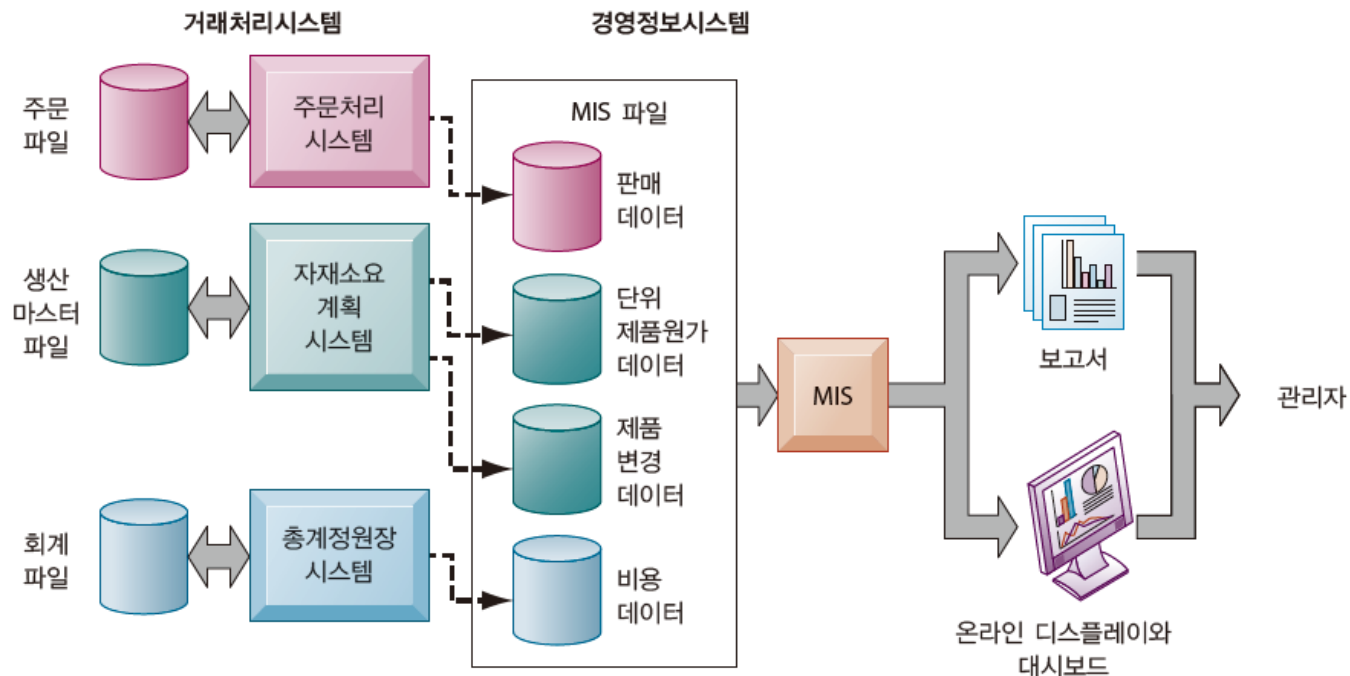 거래처리시스템
경영정보시스템
주문
파일
주문처리
시스템
MIS 파일
판매
데이터
생산
마스터
파일
자재소요
계획
시스템
단위
제품원가
데이터
제품
변경
데이터
MIS
보고서
관리자
회계
파일
총계정원장
시스템
비용
데이터
온라인 디스플레이와
대시보드